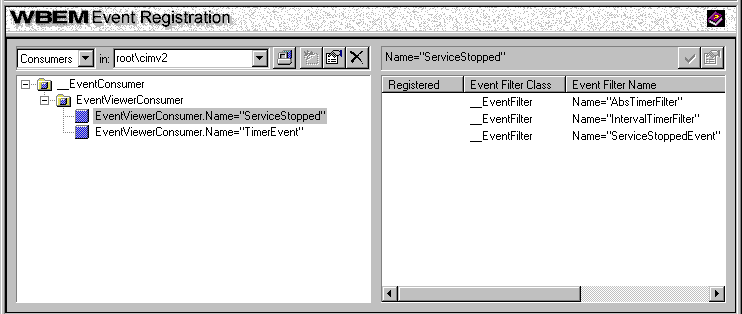 WBEM Event Registration
Consumers in: root\cimv2
Name="ServiceStopped"
__EventConsumer
EventViewerConsumer
EventViewerConsumer.Name="ServiceStopped"
EventViewerConsumer.Name="TimerEvent"
Registered Event Filter Class Event Filter Name
__EventFilter Name="AbsTimerFilter"
__EventFilter Name="IntervalTimerFilter"
__EventFilter Name="ServiceStoppedEvent"